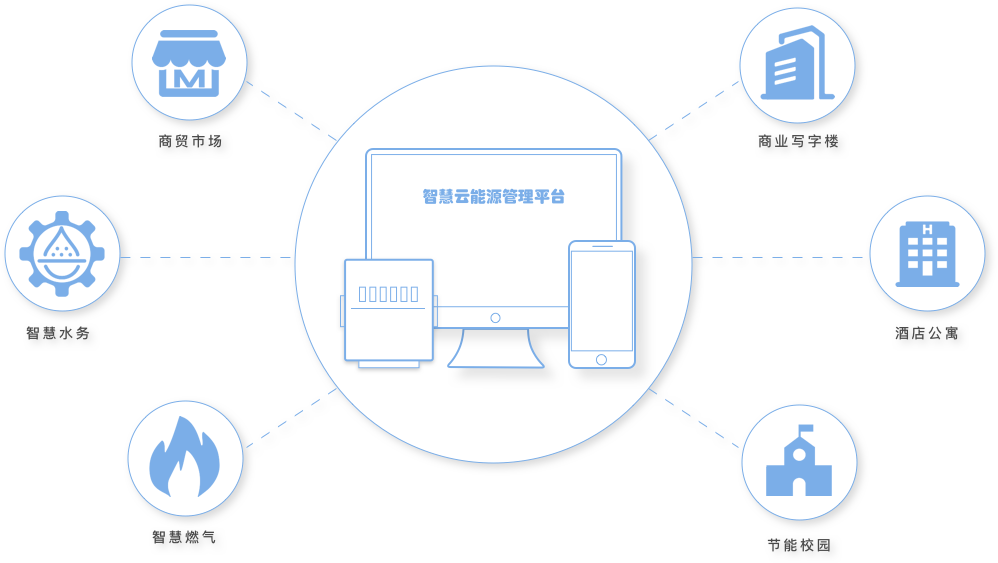 商贸市场
商业写字楼
智慧云能源管理平台
智慧水务
酒店公寓
智慧燃气
节能校园
M
H